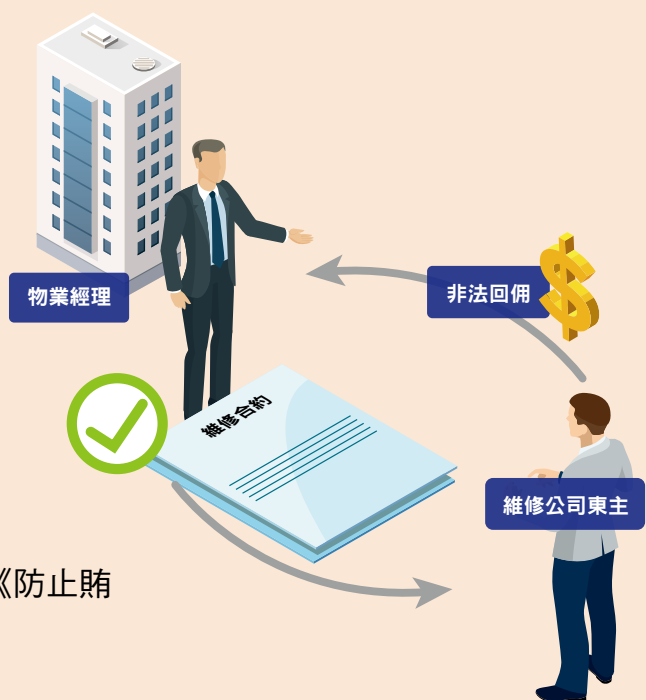 物業經理
非法回佣
維修合約
維修公司東主
《防止賄